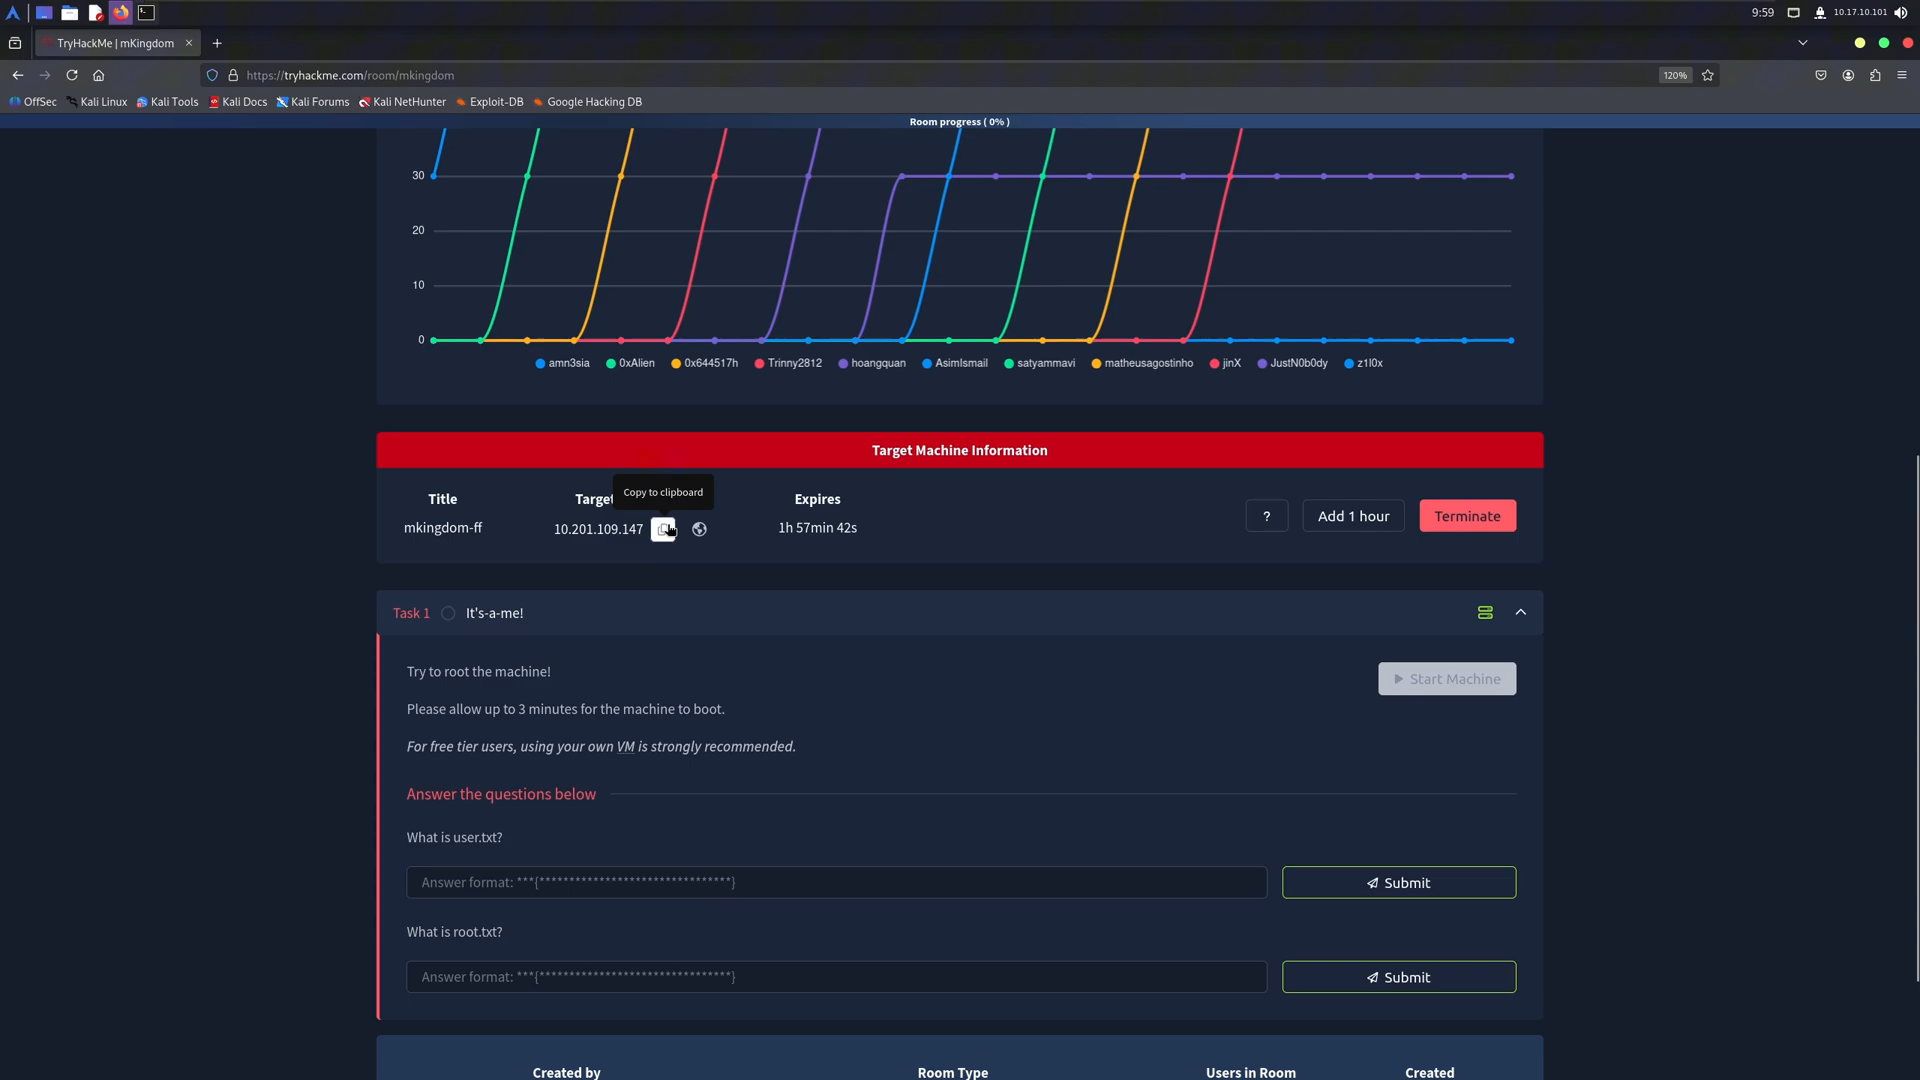 9:59
10.17.10.101
TryHackMe | mKingdom
https://tryhackme.com/room/mkingdom
120%
OffSec Kali Linux Kali Tools Kali Docs Kali Forums Kali NetHunter Exploit-DB Google Hacking DB
Room progress ( 0% )
30
20
10
0
amn3sia 0xAlien 0x644517h Trinny2812 hoangquan AsimIsmail satyammavi matheusagostinho jinX JustN0b0dy z1l0x
Target Machine Information
Copy to clipboard
Title Target Expires
mkingdom-ff 10.201.109.147 1h 57min 42s ? Add 1 hour Terminate
Task 1 It's-a-me!
Try to root the machine!
Start Machine
Please allow up to 3 minutes for the machine to boot.
For free tier users, using your own VM is strongly recommended.
Answer the questions below
What is user.txt?
Answer format: ***{********************************} Submit
What is root.txt?
Answer format: ***{********************************} Submit
Created by Room Type Users in Room Created